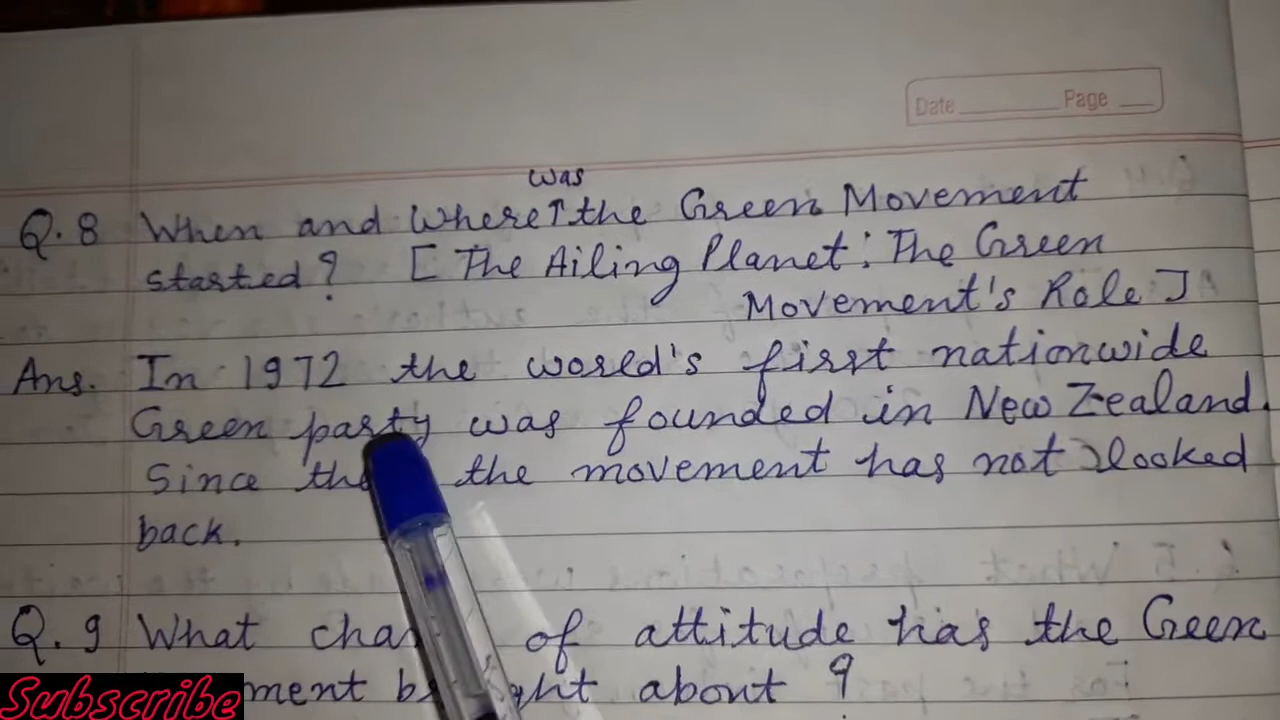 Date Page
was
Q.8 When and where↑the Green Movement
started? [The Ailing Planet: The Green
Movement's Role]
Ans. In 1972 the world's first nationwide
Green party was founded in New Zealand.
Since the movement has not looked
back.
Q.9 What of attitude has the Geen
about ?
Subscribe